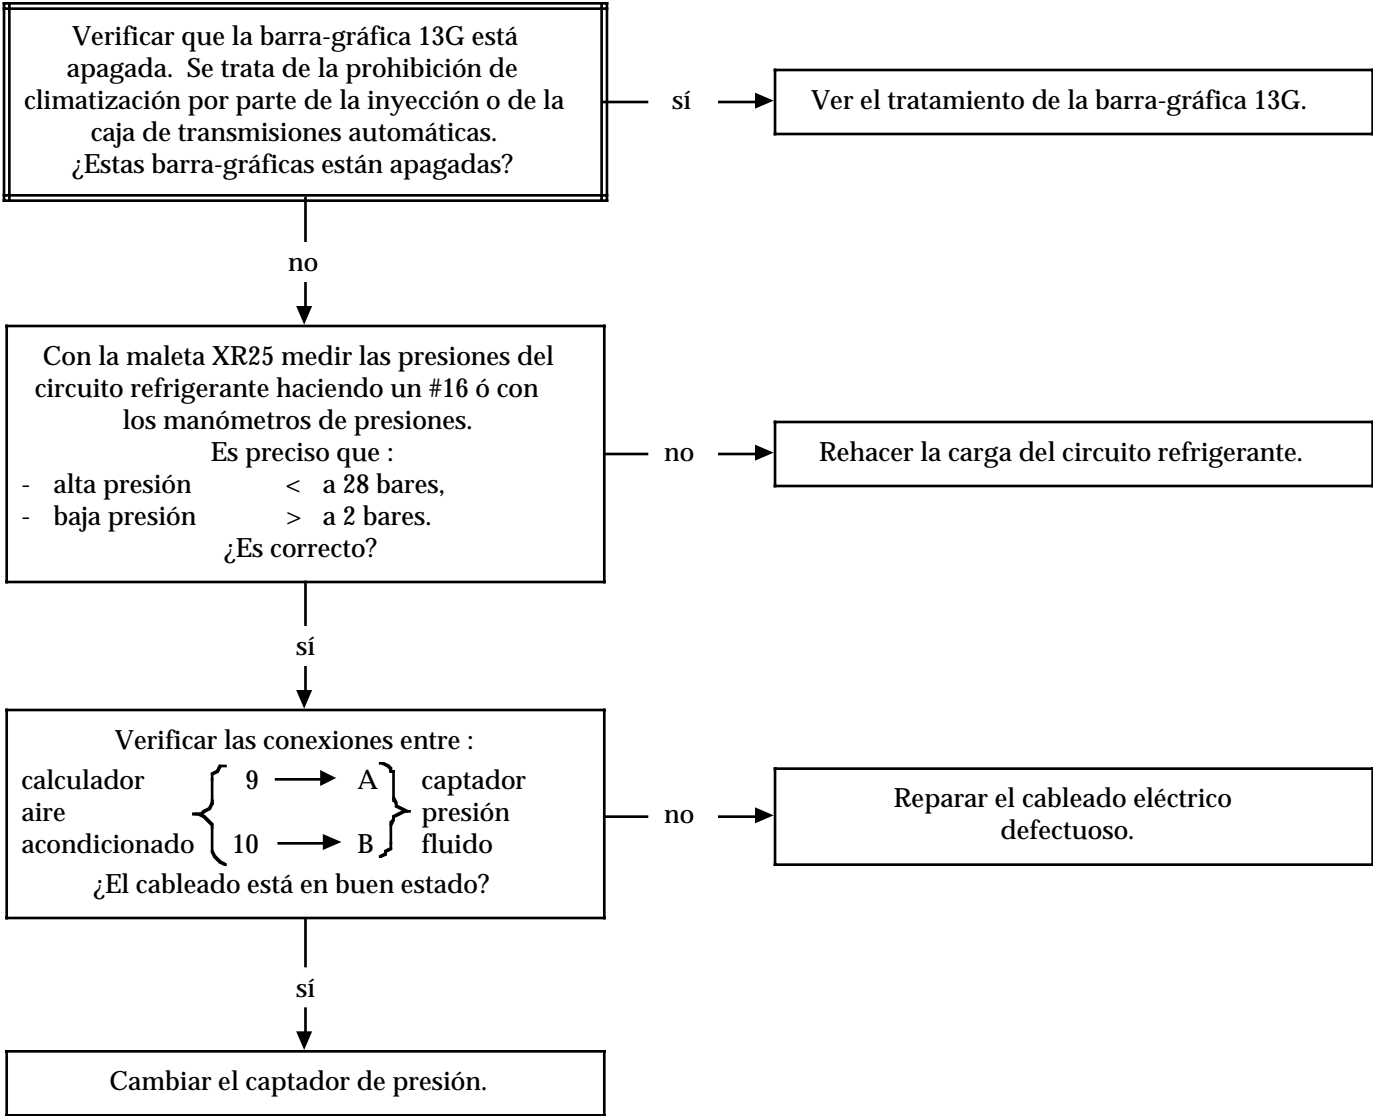 Verificar que la barra-gráfica 13G está
apagada. Se trata de la prohibición de
climatización por parte de la inyección o de la
caja de transmisiones automáticas.
¿Estas barra-gráficas están apagadas?
sí
Ver el tratamiento de la barra-gráfica 13G.
no
Con la maleta XR25 medir las presiones del
circuito refrigerante haciendo un #16 ó con
los manómetros de presiones.
Es preciso que :
- alta presión < a 28 bares,
- baja presión > a 2 bares.
¿Es correcto?
no
Rehacer la carga del circuito refrigerante.
sí
Verificar las conexiones entre :
calculador 9 A captador
aire presión
acondicionado 10 B fluido
¿El cableado está en buen estado?
no
Reparar el cableado eléctrico
defectuoso.
sí
Cambiar el captador de presión.